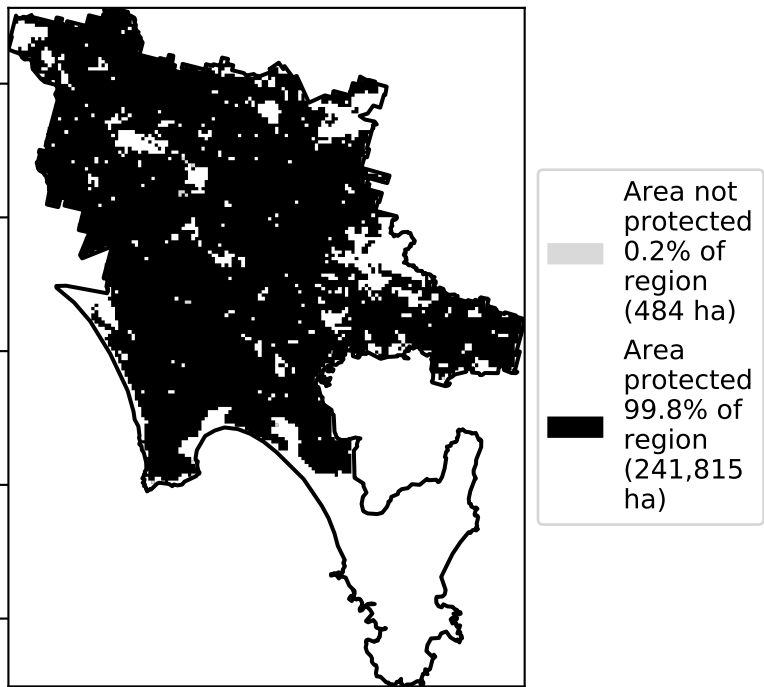 Area not
protected
0.2% of
region
(484 ha)
Area
protected
99.8% of
region
(241,815
ha)